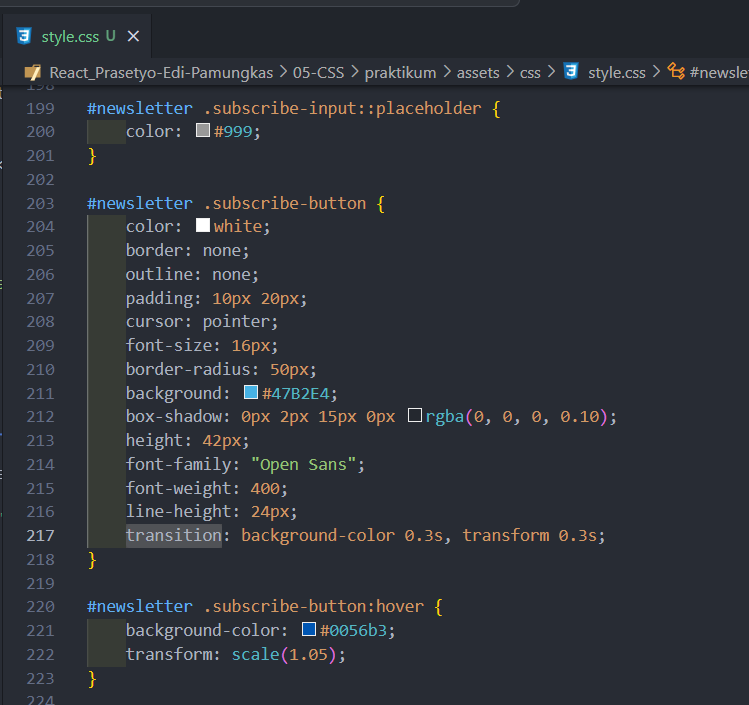 style.css U ×
React_Prasetyo-Edi-Pamungkas > 05-CSS > praktikum > assets > css > style.css > #newsle
198
199 #newsletter .subscribe-input::placeholder {
200 color: #999;
201 }
202
203 #newsletter .subscribe-button {
204 color: white;
205 border: none;
206 outline: none;
207 padding: 10px 20px;
208 cursor: pointer;
209 font-size: 16px;
210 border-radius: 50px;
211 background: #47B2E4;
212 box-shadow: 0px 2px 15px 0px rgba(0, 0, 0, 0.10);
213 height: 42px;
214 font-family: "Open Sans";
215 font-weight: 400;
216 line-height: 24px;
217 transition: background-color 0.3s, transform 0.3s;
218 }
219
220 #newsletter .subscribe-button:hover {
221 background-color: #0056b3;
222 transform: scale(1.05);
223 }
224